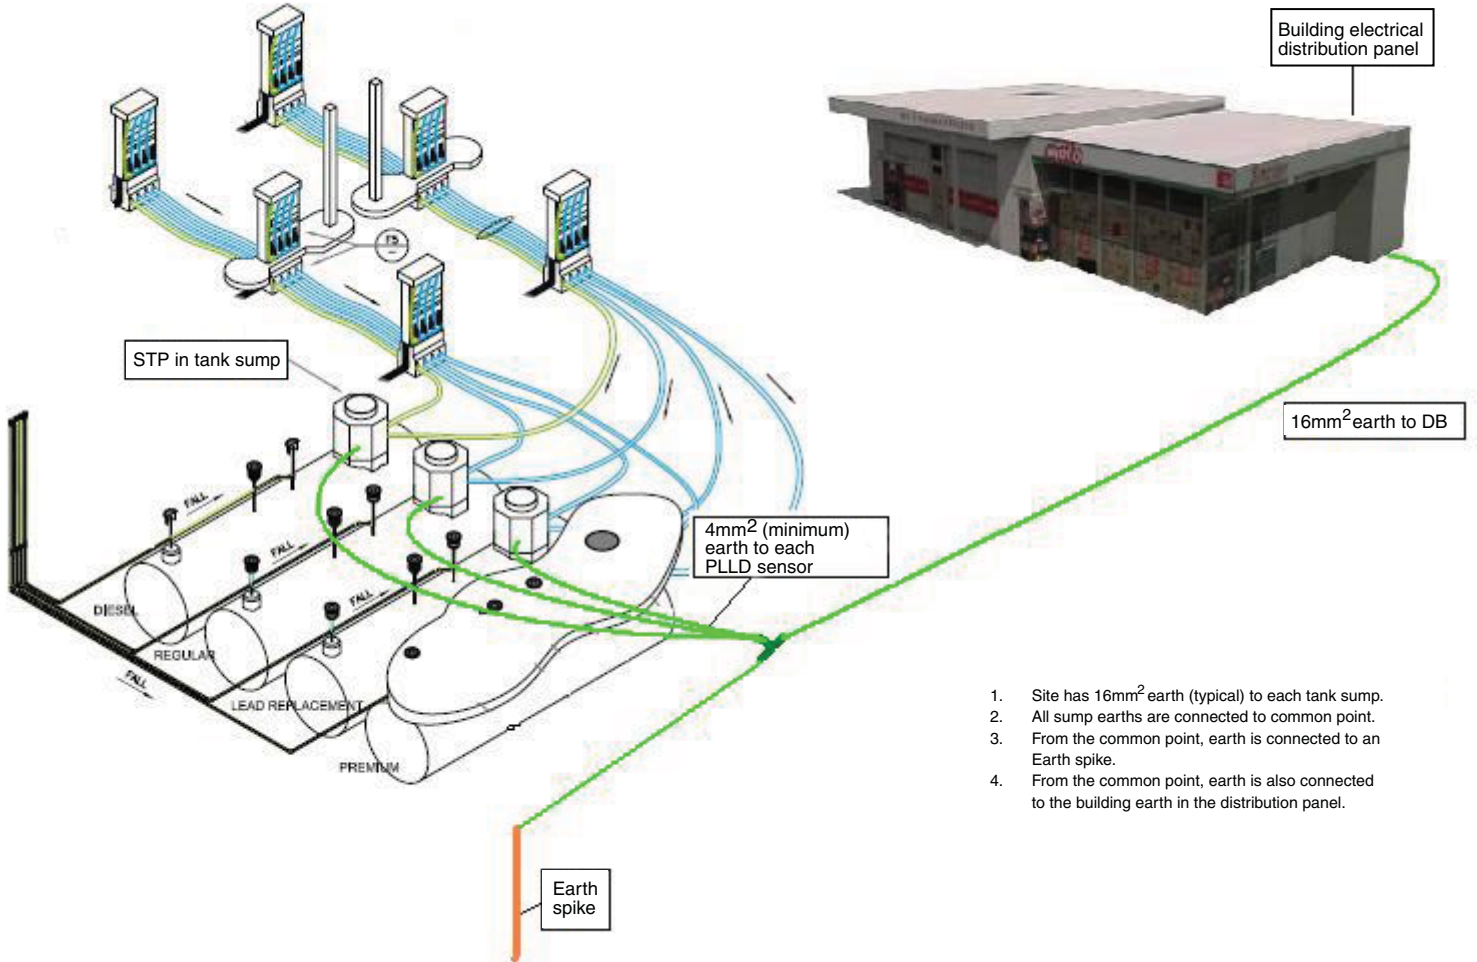 Building electrical
distribution panel
F5
STP in tank sump
16mm2 earth to DB
FALL
FALL
FALL
FALL
4mm2 (minimum)
earth to each
PLLD sensor
DIESEL
REGULAR
LEAD REPLACEMENT
PREMIUM
1. Site has 16mm2 earth (typical) to each tank sump.
2. All sump earths are connected to common point.
3. From the common point, earth is connected to an
Earth spike.
4. From the common point, earth is also connected
to the building earth in the distribution panel.
Earth
spike